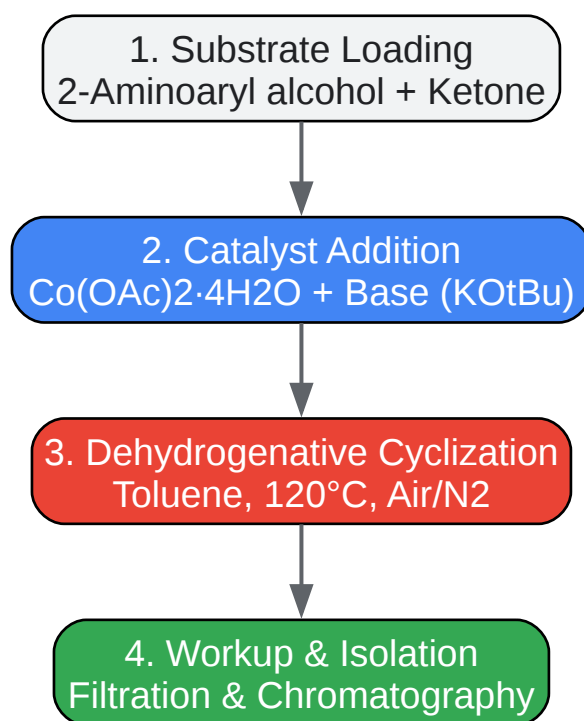 1. Substrate Loading
2-Aminoaryl alcohol + Ketone
2. Catalyst Addition
Co(OAc)2·4H2O + Base (KOtBu)
3. Dehydrogenative Cyclization
Toluene, 120°C, Air/N2
4. Workup & Isolation
Filtration & Chromatography